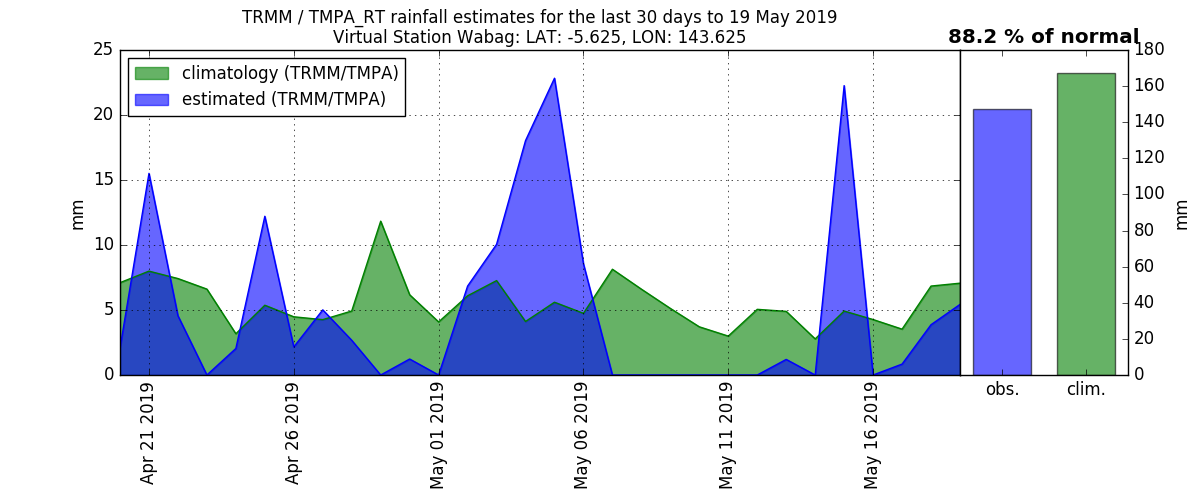 TRMM / TMPA_RT rainfall estimates for the last 30 days to 19 May 2019
Virtual Station Wabag: LAT: -5.625, LON: 143.625
88.2 % of normal
climatology (TRMM/TMPA)
estimated (TRMM/TMPA)
25
20
15
10
5
0
mm
Apr 21 2019
Apr 26 2019
May 01 2019
May 06 2019
May 11 2019
May 16 2019
180
160
140
120
100
80
60
40
20
0
mm
obs.
clim.